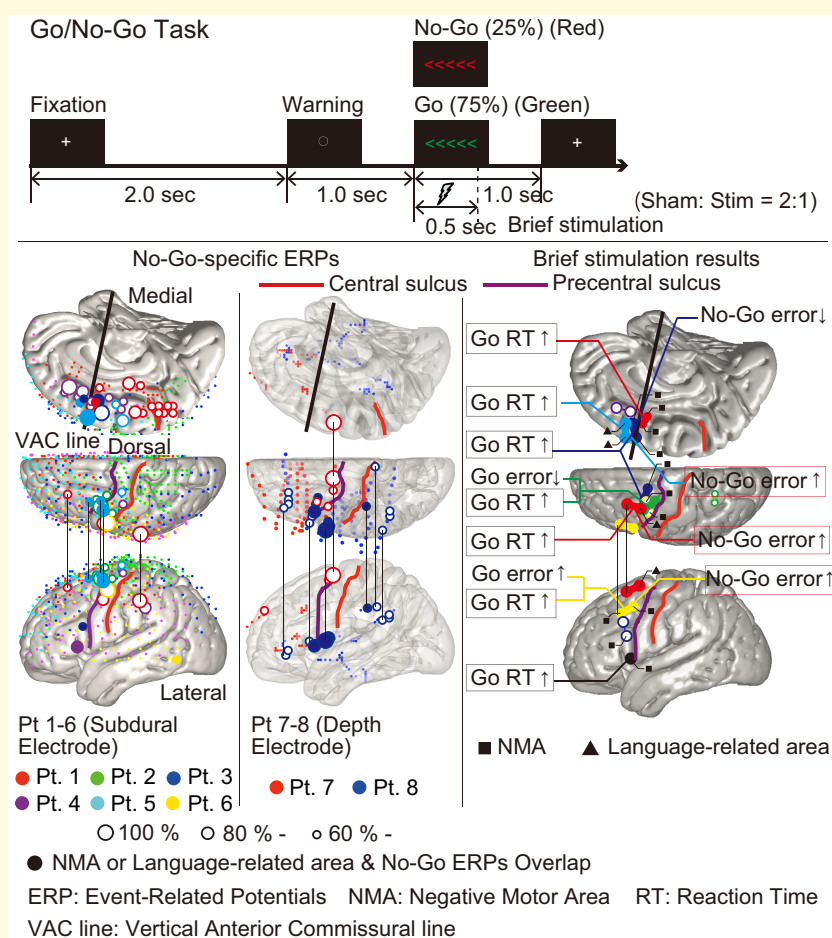 Go/No-Go Task
No-Go (25%) (Red)
<<<<<
Fixation
Warning
Go (75%) (Green)
+
<<<<<
+
2.0 sec
1.0 sec
1.0 sec
0.5 sec
(Sham: Stim = 2:1)
Brief stimulation
No-Go-specific ERPs
Brief stimulation results
Central sulcus
Precentral sulcus
Medial
No-Go error↓
Go RT ↑
Go RT ↑
VAC line
Dorsal
Go RT ↑
Go error↓
No-Go error ↑
Go RT ↑
Go RT ↑
No-Go error↑
Go error↑
No-Go error↑
Go RT ↑
Lateral
Go RT ↑
Pt 1-6 (Subdural
Electrode)
Pt 7-8 (Depth
Electrode)
■ NMA ▲ Language-related area
Pt. 1 Pt. 2 Pt. 3
Pt. 4 Pt. 5 Pt. 6
Pt. 7 Pt. 8
100 % 80 % - 60 % -
NMA or Language-related area & No-Go ERPs Overlap
ERP: Event-Related Potentials NMA: Negative Motor Area RT: Reaction Time
VAC line: Vertical Anterior Commissural line